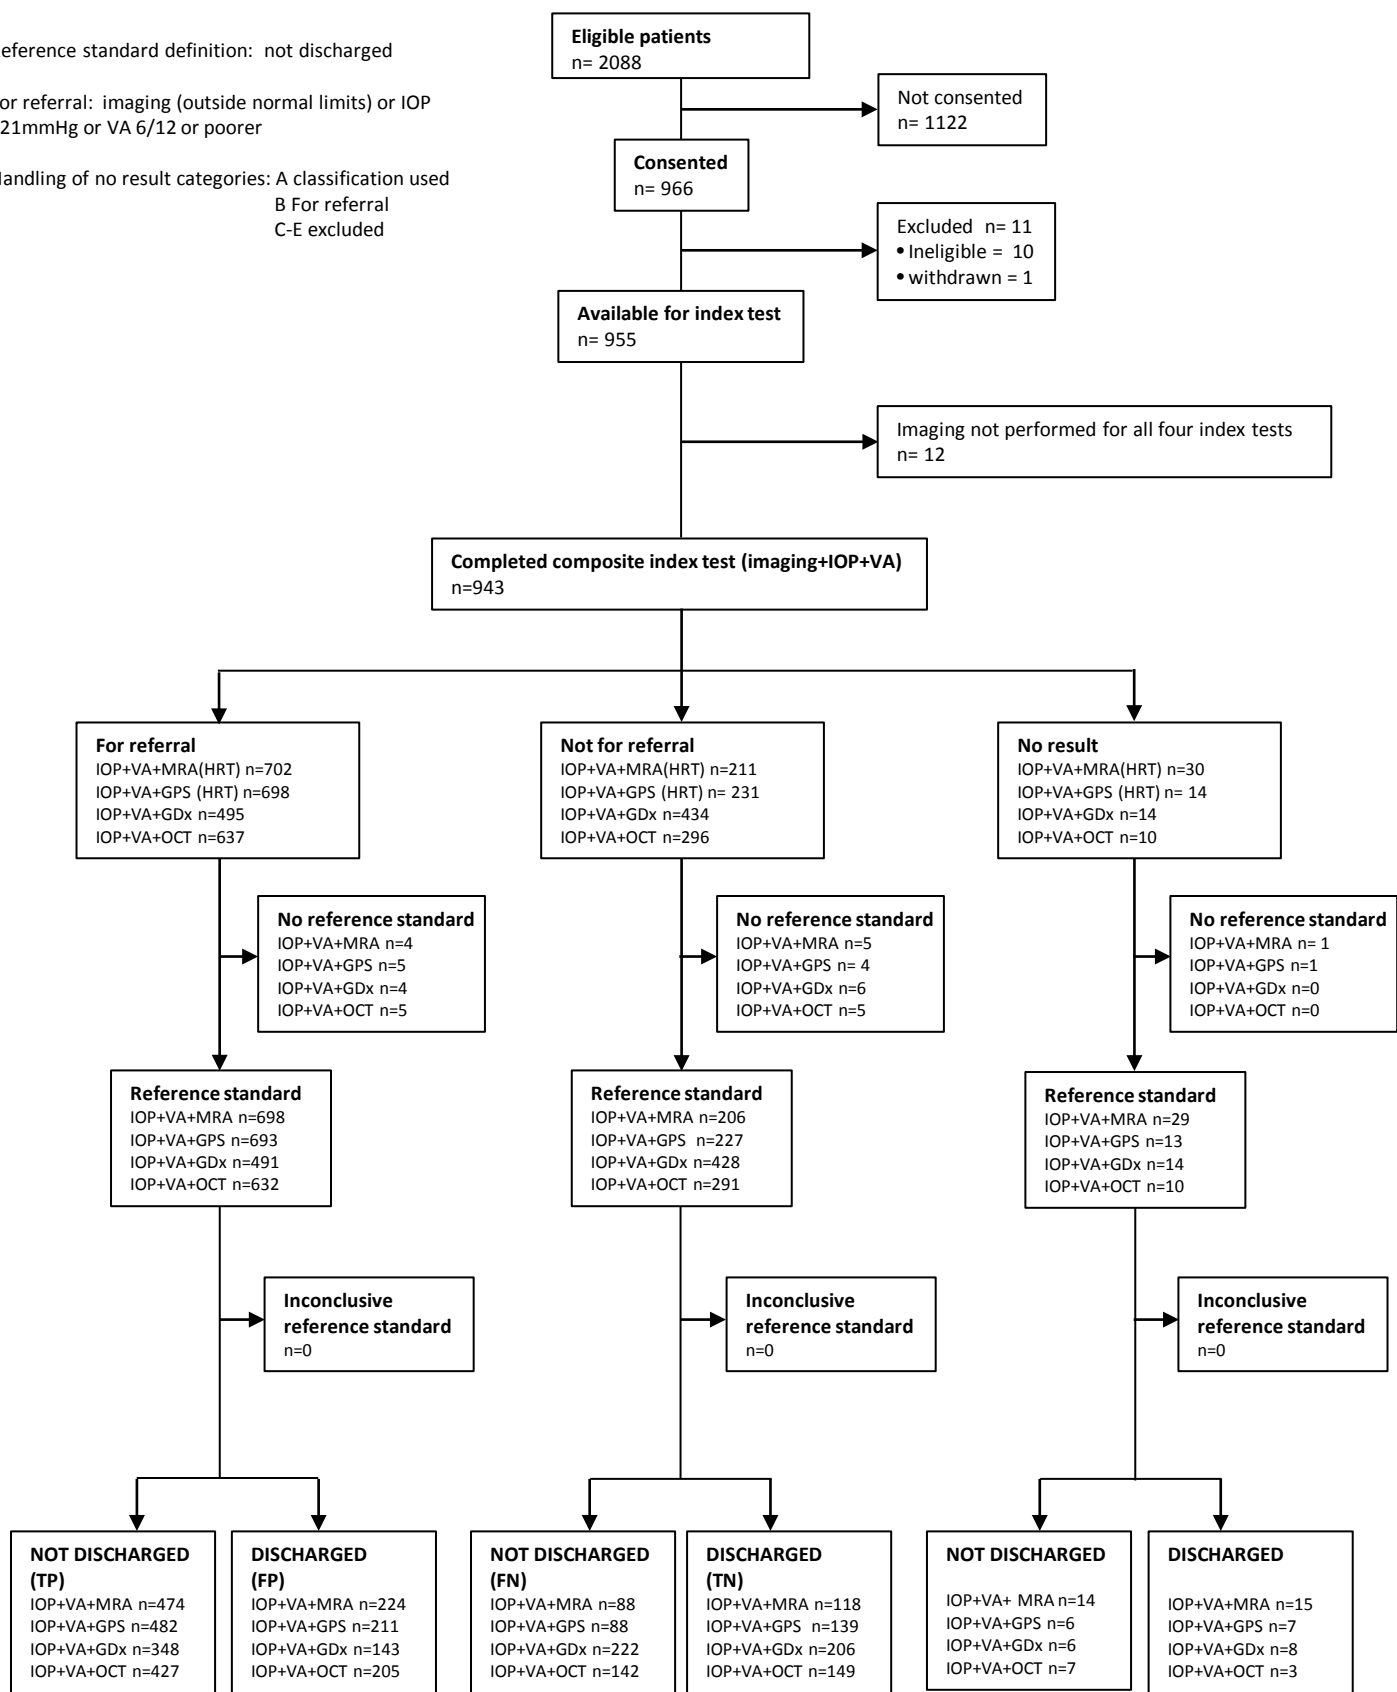 eference standard definition: not discharged
or referral: imaging (outside normal limits) or IOP
21mmHg or VA 6/12 or poorer
andling of no result categories: A classification used
B For referral
C-E excluded
Eligible patients
n= 2088
Not consented
n= 1122
Consented
n= 966
Excluded n= 11
• Ineligible = 10
• withdrawn = 1
Available for index test
n= 955
Imaging not performed for all four index tests
n= 12
Completed composite index test (imaging+IOP+VA)
n=943
For referral
IOP+VA+MRA(HRT) n=702
IOP+VA+GPS (HRT) n=698
IOP+VA+GDx n=495
IOP+VA+OCT n=637
Not for referral
IOP+VA+MRA(HRT) n=211
IOP+VA+GPS (HRT) n= 231
IOP+VA+GDx n=434
IOP+VA+OCT n=296
No result
IOP+VA+MRA(HRT) n=30
IOP+VA+GPS (HRT) n= 14
IOP+VA+GDx n=14
IOP+VA+OCT n=10
No reference standard
IOP+VA+MRA n=4
IOP+VA+GPS n=5
IOP+VA+GDx n=4
IOP+VA+OCT n=5
No reference standard
IOP+VA+MRA n=5
IOP+VA+GPS n= 4
IOP+VA+GDx n=6
IOP+VA+OCT n=5
No reference standard
IOP+VA+MRA n= 1
IOP+VA+GPS n=1
IOP+VA+GDx n=0
IOP+VA+OCT n=0
Reference standard
IOP+VA+MRA n=698
IOP+VA+GPS n=693
IOP+VA+GDx n=491
IOP+VA+OCT n=632
Reference standard
IOP+VA+MRA n=206
IOP+VA+GPS n=227
IOP+VA+GDx n=428
IOP+VA+OCT n=291
Reference standard
IOP+VA+MRA n=29
IOP+VA+GPS n=13
IOP+VA+GDx n=14
IOP+VA+OCT n=10
Inconclusive
reference standard
n=0
Inconclusive
reference standard
n=0
Inconclusive
reference standard
n=0
NOT DISCHARGED
(TP)
IOP+VA+MRA n=474
IOP+VA+GPS n=482
IOP+VA+GDx n=348
IOP+VA+OCT n=427
DISCHARGED
(FP)
IOP+VA+MRA n=224
IOP+VA+GPS n=211
IOP+VA+GDx n=143
IOP+VA+OCT n=205
NOT DISCHARGED
(FN)
IOP+VA+MRA n=88
IOP+VA+GPS n=88
IOP+VA+GDx n=222
IOP+VA+OCT n=142
DISCHARGED
(TN)
IOP+VA+MRA n=118
IOP+VA+GPS n=139
IOP+VA+GDx n=206
IOP+VA+OCT n=149
NOT DISCHARGED
IOP+VA+ MRA n=14
IOP+VA+GPS n=6
IOP+VA+GDx n=6
IOP+VA+OCT n=7
DISCHARGED
IOP+VA+MRA n=15
IOP+VA+GPS n=7
IOP+VA+GDx n=8
IOP+VA+OCT n=3